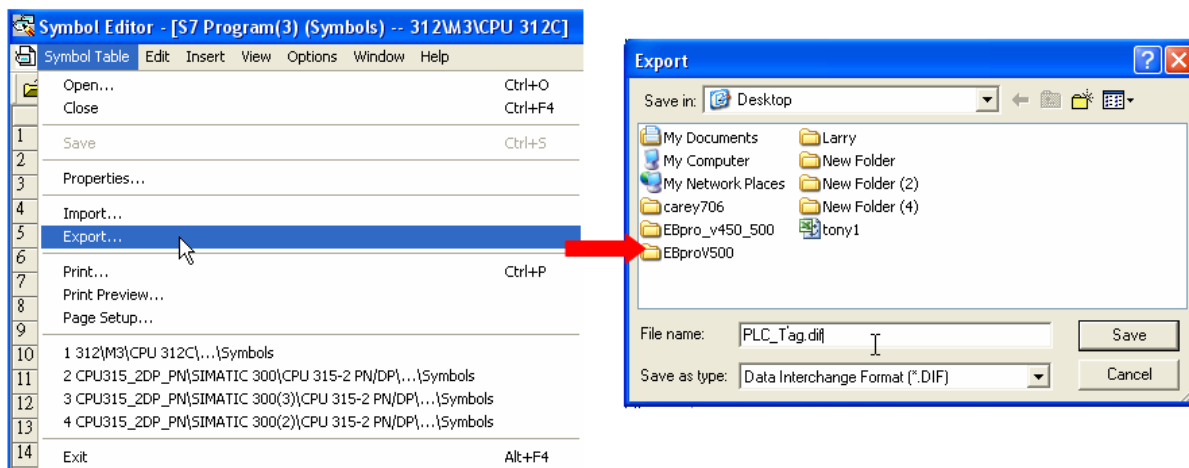 Symbol Editor - [S7 Program(3) (Symbols) -- 312\M3\CPU 312C]
Symbol Table Edit Insert View Options Window Help
Open... Ctrl+O
Close Ctrl+F4
1
Save Ctrl+S
2
3
Properties...
4
Import...
5
Export...
6
7
Print... Ctrl+P
Print Preview...
8
Page Setup...
9
10
1 312\M3\CPU 312C\...\Symbols
11
2 CPU315_2DP_PN\SIMATIC 300\CPU 315-2 PN/DP\...\Symbols
12
3 CPU315_2DP_PN\SIMATIC 300(3)\CPU 315-2 PN/DP\...\Symbols
13
4 CPU315_2DP_PN\SIMATIC 300(2)\CPU 315-2 PN/DP\...\Symbols
14
Exit Alt+F4
Export
Save in: Desktop
My Documents Larry
My Computer New Folder
My Network Places New Folder (2)
carey706 New Folder (4)
EBpro_v450_500 tony1
EBproV500
File name: PLC_Tag.dif Save
Save as type: Data Interchange Format (*.DIF) Cancel